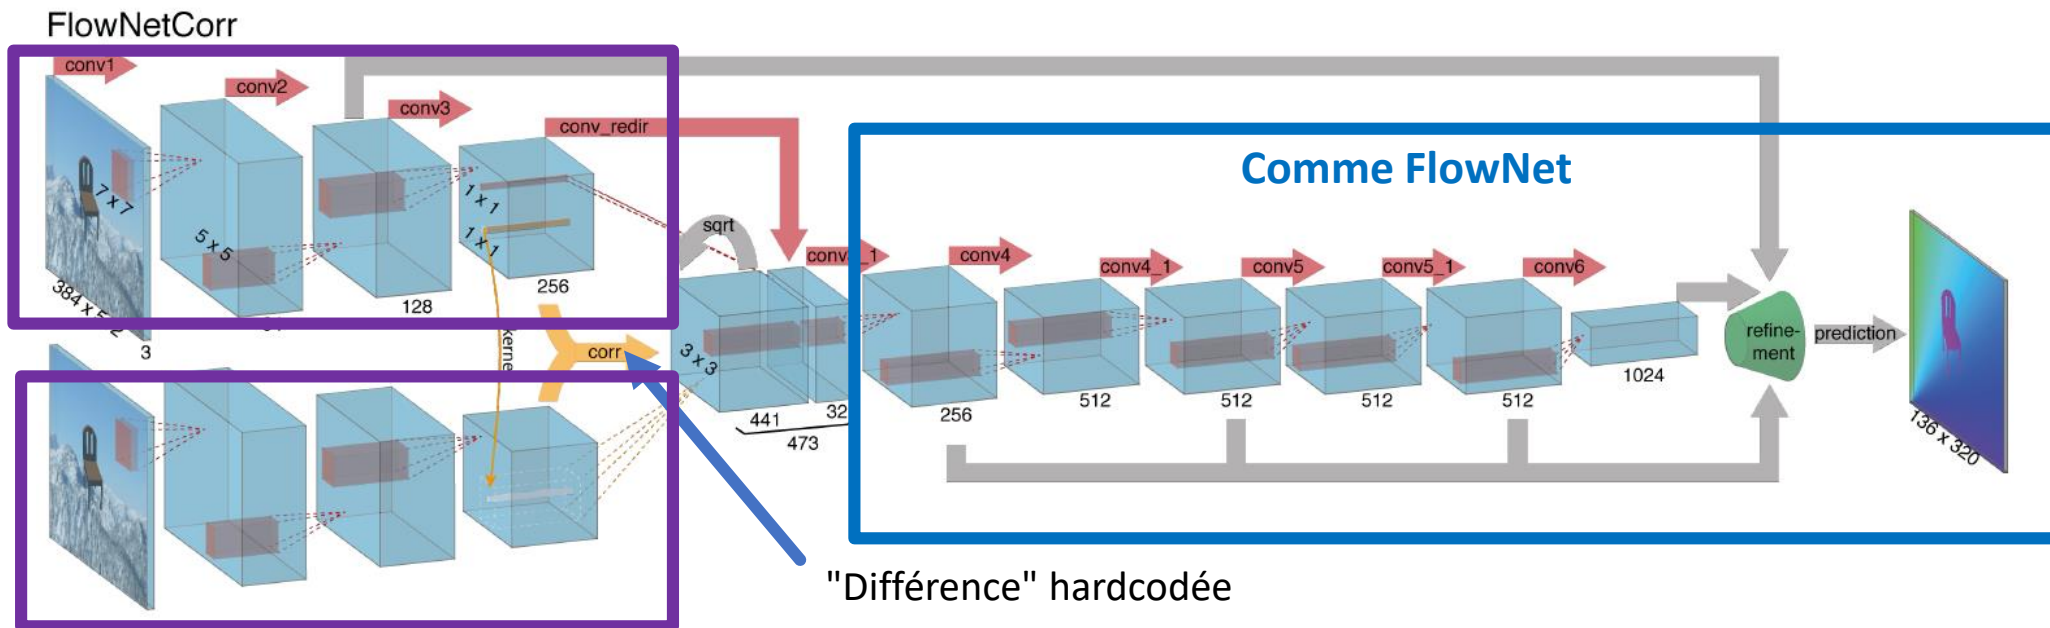 FlowNetCorr
conv1
conv2
conv3
conv_redir
7 x 7
5 x 5
1 x 1
1 x 1
3
128
256
kerne
corr
sqrt
3 x 3
441
32
473
Comme FlowNet
conv4
conv4_1
conv5
conv5_1
conv6
256
512
512
512
512
1024
refine-
ment
prediction
136 x 320
"Différence" hardcodée